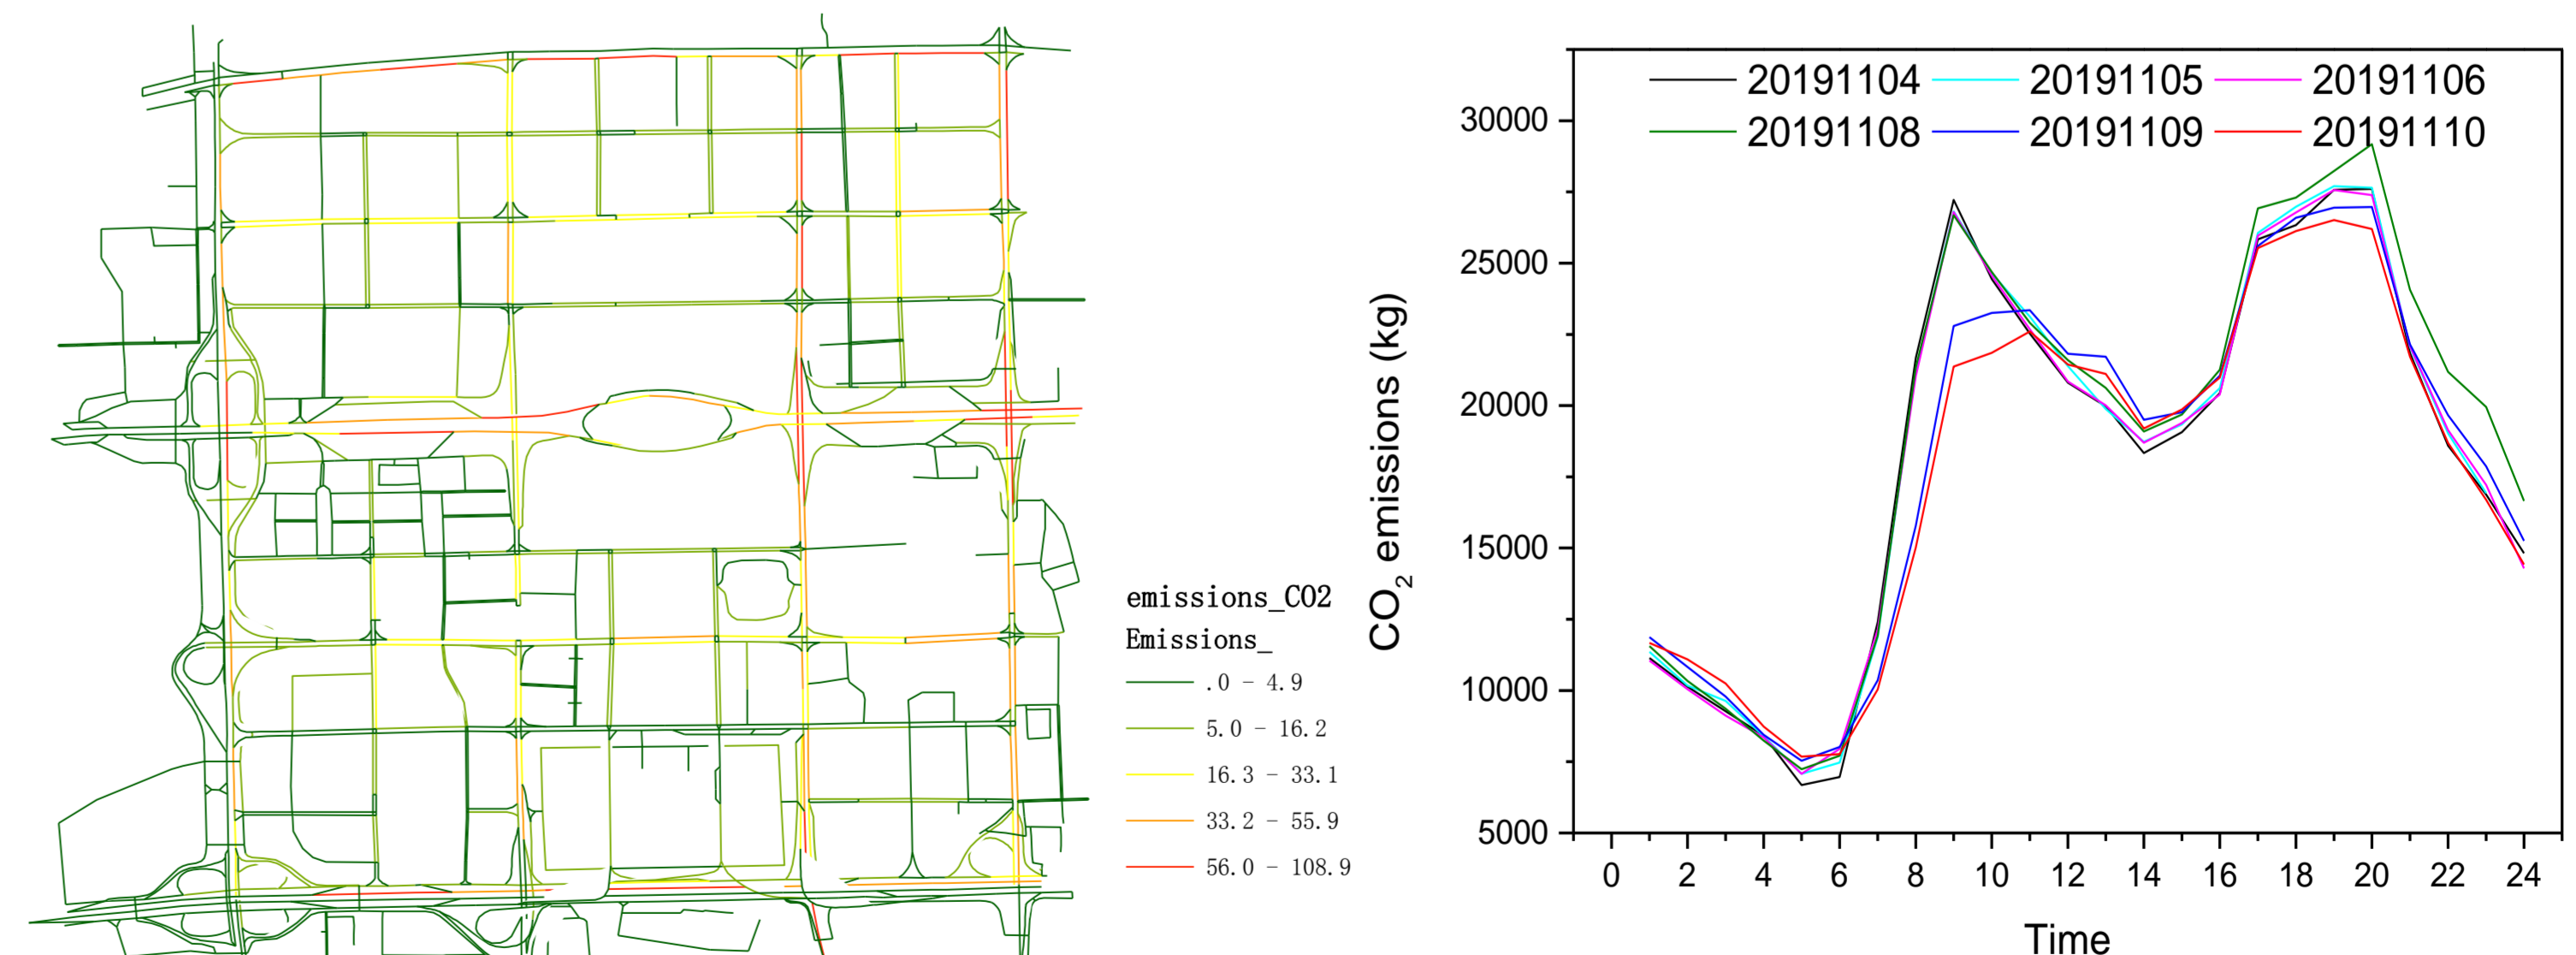 emissions_CO2
Emissions_
.0 - 4.9
5.0 - 16.2
16.3 - 33.1
33.2 - 55.9
56.0 - 108.9
CO2 emissions (kg)
30000
25000
20000
15000
10000
5000
20191104 20191105 20191106
20191108 20191109 20191110
0 2 4 6 8 10 12 14 16 18 20 22 24
Time